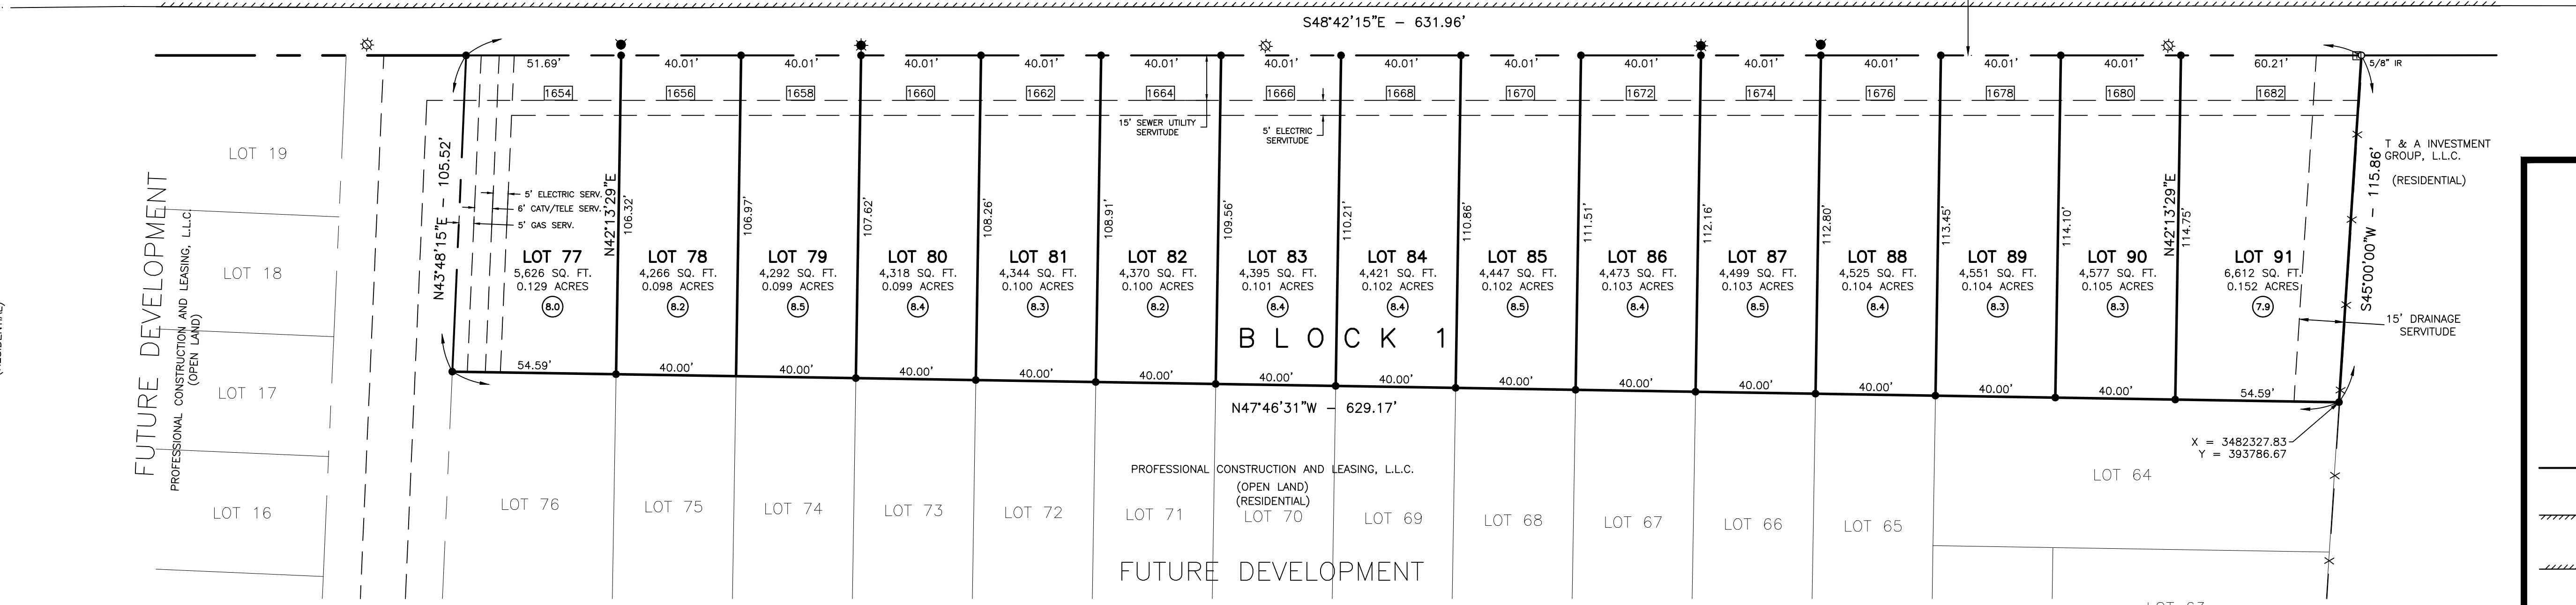 S48°42'15"E - 631.96'
51.69' 40.01' 40.01' 40.01' 40.01' 40.01' 40.01' 40.01' 40.01' 40.01' 40.01' 40.01' 40.01' 40.01' 60.21'
5/8" IR
1654 1656 1658 1660 1662 1664 1666 1668 1670 1672 1674 1676 1678 1680 1682
15' SEWER UTILITY
SERVITUDE
5' ELECTRIC
SERVITUDE
T & A INVESTMENT
GROUP, L.L.C.
(RESIDENTIAL)
LOT 19
LOT 18
LOT 17
LOT 16
FUTURE DEVELOPMENT
PROFESSIONAL CONSTRUCTION AND LEASING, L.L.C.
(OPEN LAND)
N43°48'15"E - 105.52'
5' ELECTRIC SERV.
6' CATV/TELE SERV.
5' GAS SERV.
N42°13'29"E
106.32'
106.97'
107.62'
108.26'
108.91'
109.56'
110.21'
110.86'
111.51'
112.16'
112.80'
113.45'
114.10'
N42°13'29"E
114.75'
S45°00'00"W - 115.86'
LOT 77
5,626 SQ. FT.
0.129 ACRES
8.0
LOT 78
4,266 SQ. FT.
0.098 ACRES
8.2
LOT 79
4,292 SQ. FT.
0.099 ACRES
8.5
LOT 80
4,318 SQ. FT.
0.099 ACRES
8.4
LOT 81
4,344 SQ. FT.
0.100 ACRES
8.3
LOT 82
4,370 SQ. FT.
0.100 ACRES
8.2
LOT 83
4,395 SQ. FT.
0.101 ACRES
8.4
LOT 84
4,421 SQ. FT.
0.102 ACRES
8.4
LOT 85
4,447 SQ. FT.
0.102 ACRES
8.5
LOT 86
4,473 SQ. FT.
0.103 ACRES
8.4
LOT 87
4,499 SQ. FT.
0.103 ACRES
8.5
LOT 88
4,525 SQ. FT.
0.104 ACRES
8.4
LOT 89
4,551 SQ. FT.
0.104 ACRES
8.3
LOT 90
4,577 SQ. FT.
0.105 ACRES
8.3
LOT 91
6,612 SQ. FT.
0.152 ACRES
7.9
15' DRAINAGE
SERVITUDE
BLOCK 1
54.59' 40.00' 40.00' 40.00' 40.00' 40.00' 40.00' 40.00' 40.00' 40.00' 40.00' 40.00' 40.00' 40.00' 54.59'
N47°46'31"W - 629.17'
X = 3482327.83
Y = 393786.67
PROFESSIONAL CONSTRUCTION AND LEASING, L.L.C.
(OPEN LAND)
(RESIDENTIAL)
LOT 76
LOT 75
LOT 74
LOT 73
LOT 72
LOT 71
LOT 70
LOT 69
LOT 68
LOT 67
LOT 66
LOT 65
LOT 64
FUTURE DEVELOPMENT